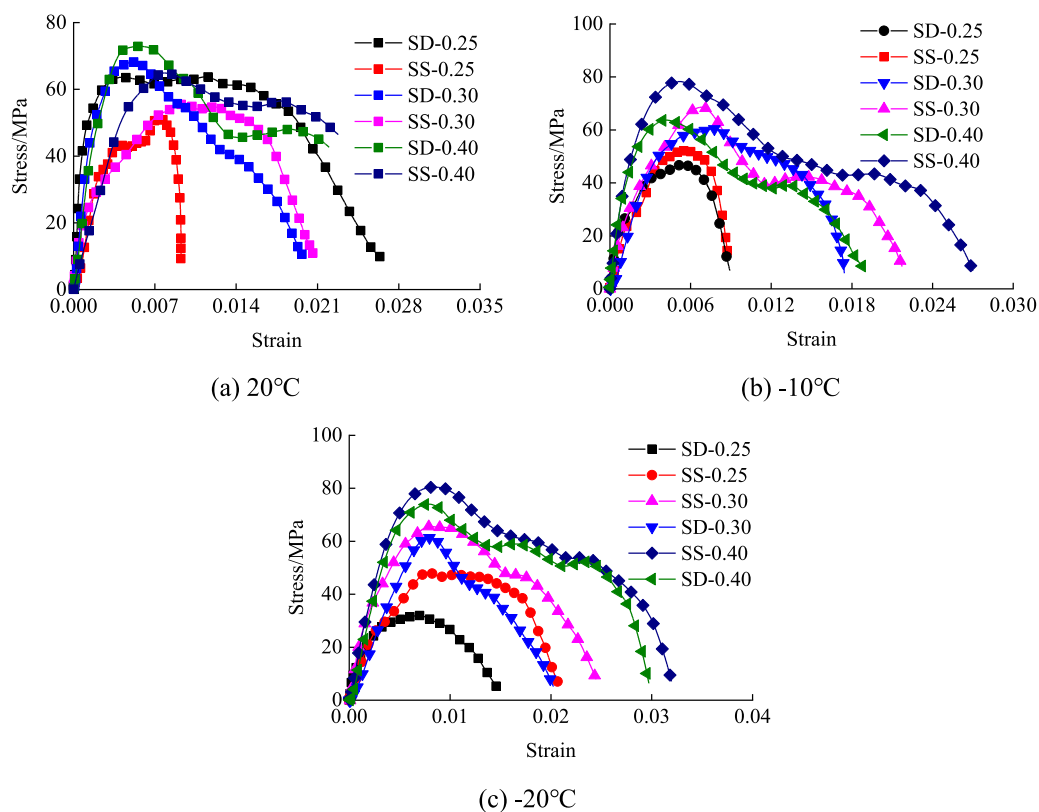 80
60
40
20
0
0.000
0.007
0.014
0.021
0.028
0.035
Stress/MPa
Strain
SD-0.25
SS-0.25
SD-0.30
SS-0.30
SD-0.40
SS-0.40
(a) 20℃
100
80
60
40
20
0
0.000
0.006
0.012
0.018
0.024
0.030
Stress/MPa
Strain
SD-0.25
SS-0.25
SD-0.30
SS-0.30
SD-0.40
SS-0.40
(b) -10℃
100
80
60
40
20
0
0.00
0.01
0.02
0.03
0.04
Stress/MPa
Strain
SD-0.25
SS-0.25
SS-0.30
SD-0.30
SS-0.40
SD-0.40
(c) -20℃